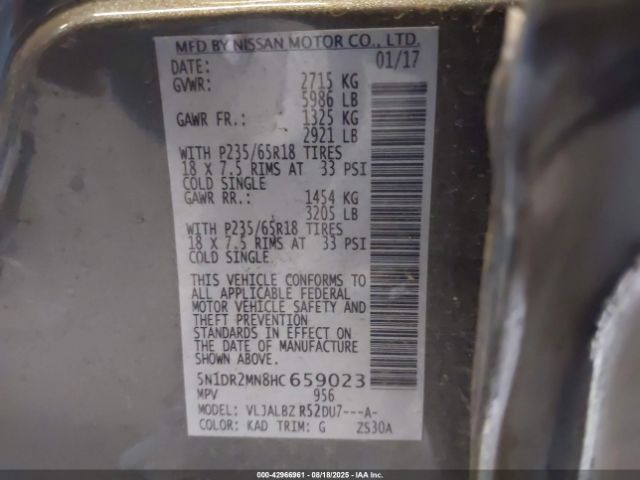 MFD BY NISSAN MOTOR CO., LTD.
DATE: 01/17
GVWR: 2715 KG
5986 LB
GAWR FR.: 1325 KG
2921 LB
WITH P235/65R18 TIRES
18 X 7.5 RIMS AT 33 PSI
COLD SINGLE
GAWR RR.: 1454 KG
3205 LB
WITH P235/65R18 TIRES
18 X 7.5 RIMS AT 33 PSI
COLD SINGLE
THIS VEHICLE CONFORMS TO
ALL APPLICABLE FEDERAL
MOTOR VEHICLE SAFETY AND
THEFT PREVENTION
STANDARDS IN EFFECT ON
THE DATE OF MANUFACTURE
SHOWN ABOVE.
5N1DR2MN8HC659023
MPV 956
MODEL: VLJALBZ R52DU7---A-
COLOR: KAD TRIM: G ZS30A
000-42966961 - 08/18/2025 - IAAI.com